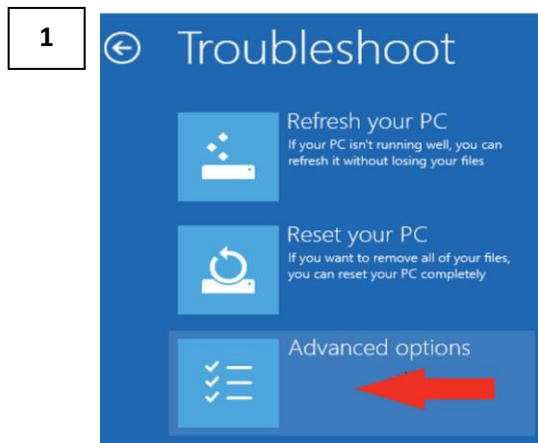 1
Troubleshoot
Refresh your PC
If your PC isn't running well, you can
refresh it without losing your files
Reset your PC
If you want to remove all of your files,
you can reset your PC completely
Advanced options